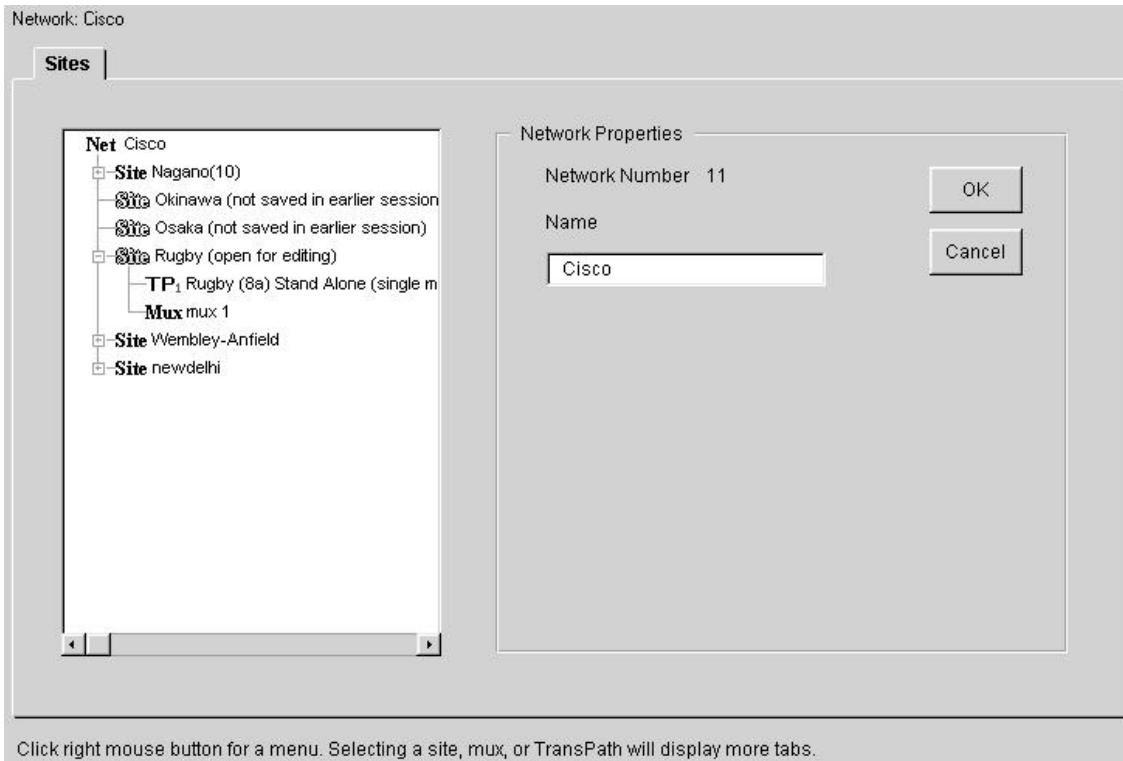 Network: Cisco
Sites
Net Cisco
Site Nagano(10)
Site Okinawa (not saved in earlier session
Site Osaka (not saved in earlier session)
Site Rugby (open for editing)
TP1 Rugby (8a) Stand Alone (single m
Mux mux 1
Site Wembley-Anfield
Site newdelhi
Network Properties
Network Number 11
Name
Cisco
OK
Cancel
Click right mouse button for a menu. Selecting a site, mux, or TransPath will display more tabs.